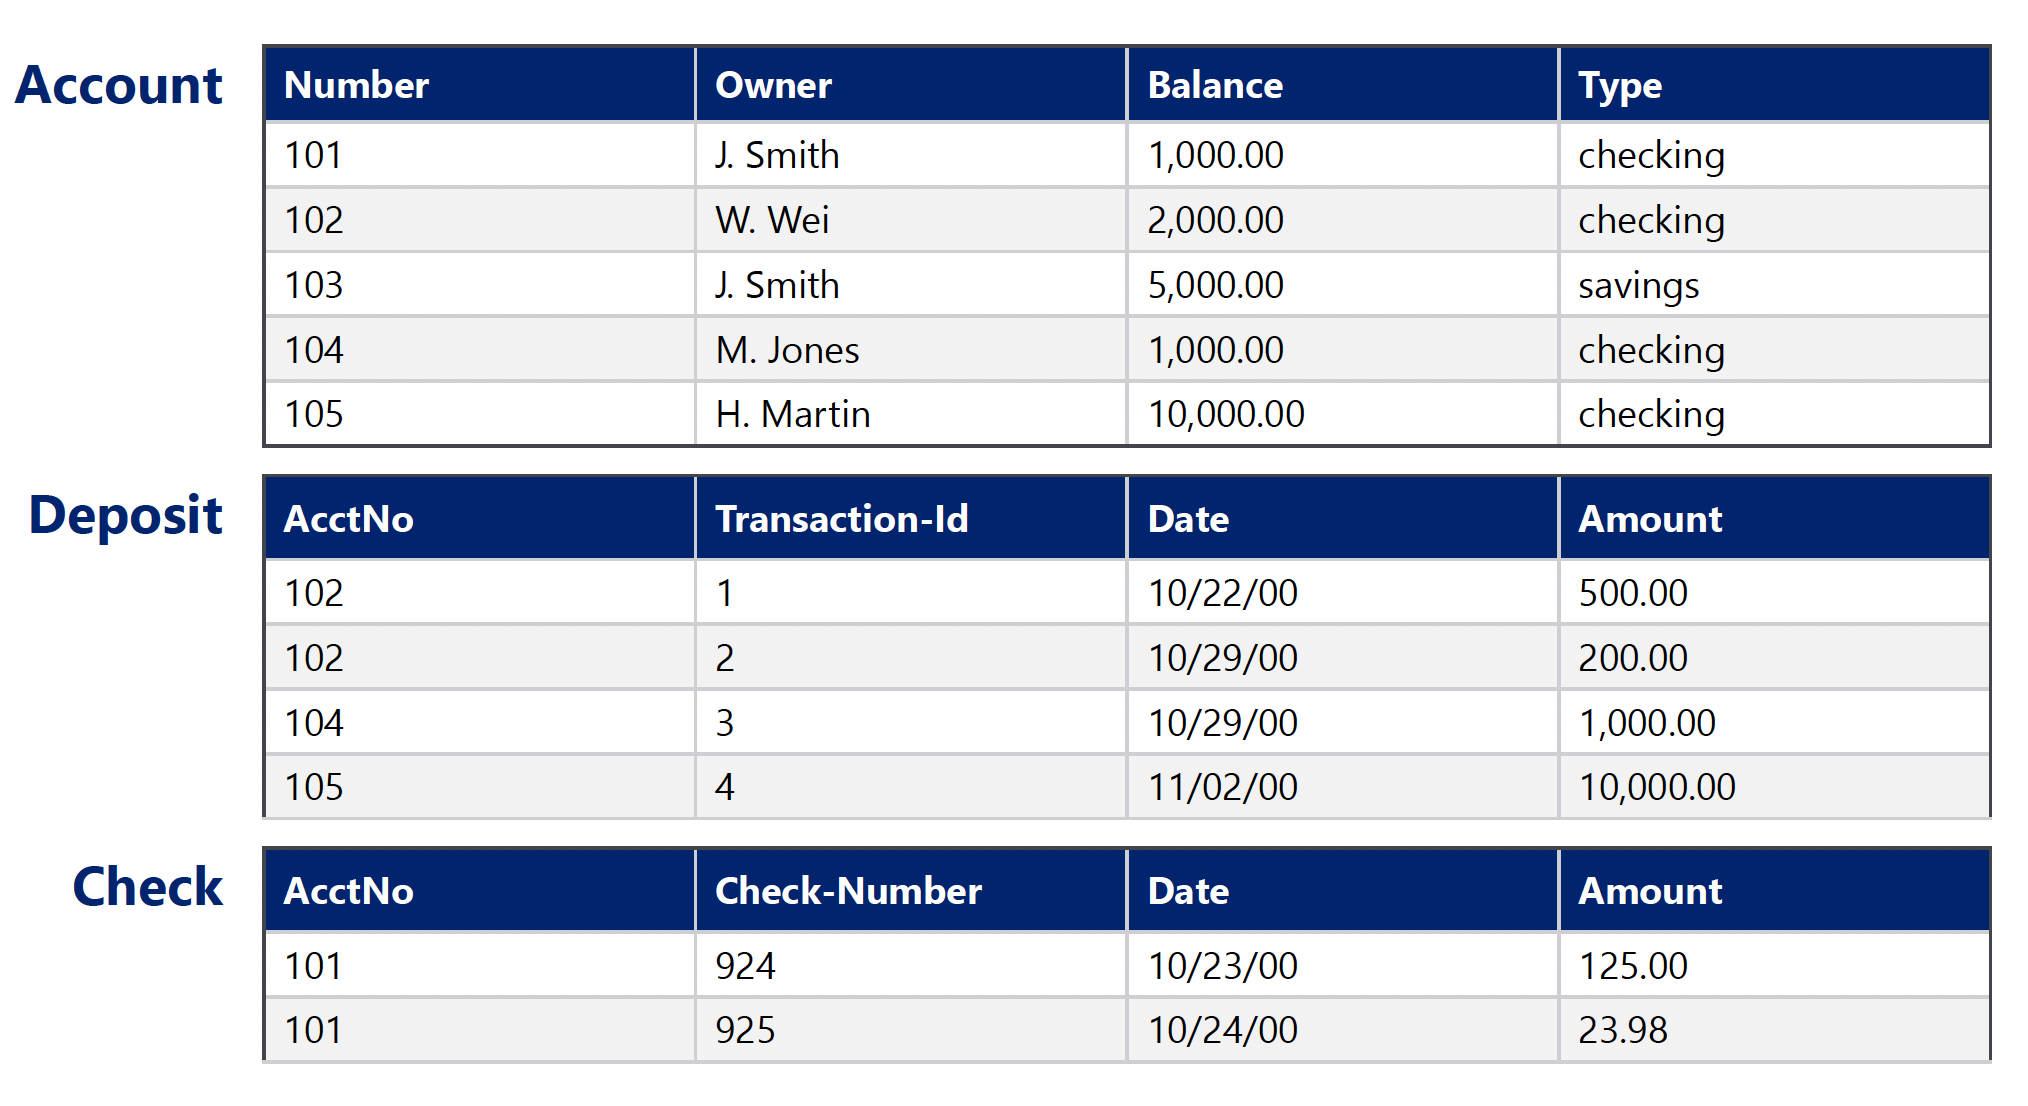 Account
Number Owner Balance Type
101 J. Smith 1,000.00 checking
102 W. Wei 2,000.00 checking
103 J. Smith 5,000.00 savings
104 M. Jones 1,000.00 checking
105 H. Martin 10,000.00 checking
Deposit
AcctNo Transaction-Id Date Amount
102 1 10/22/00 500.00
102 2 10/29/00 200.00
104 3 10/29/00 1,000.00
105 4 11/02/00 10,000.00
Check
AcctNo Check-Number Date Amount
101 924 10/23/00 125.00
101 925 10/24/00 23.98